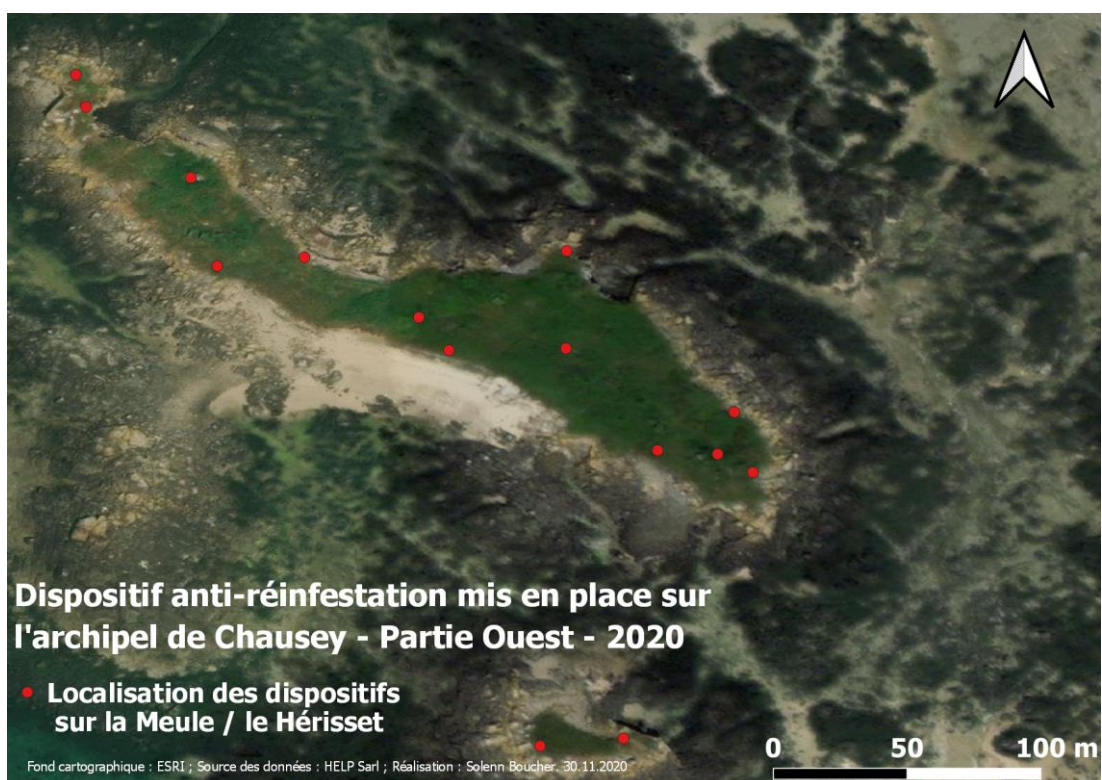 Dispositif anti-réinfestation mis en place sur
l'archipel de Chausey - Partie Ouest - 2020
Localisation des dispositifs
sur la Meule / le Hérisset
0 50 100 m
Fond cartographique : ESRI ; Source des données : HELP Sarl ; Réalisation : Solenn Boucher. 30.11.2020